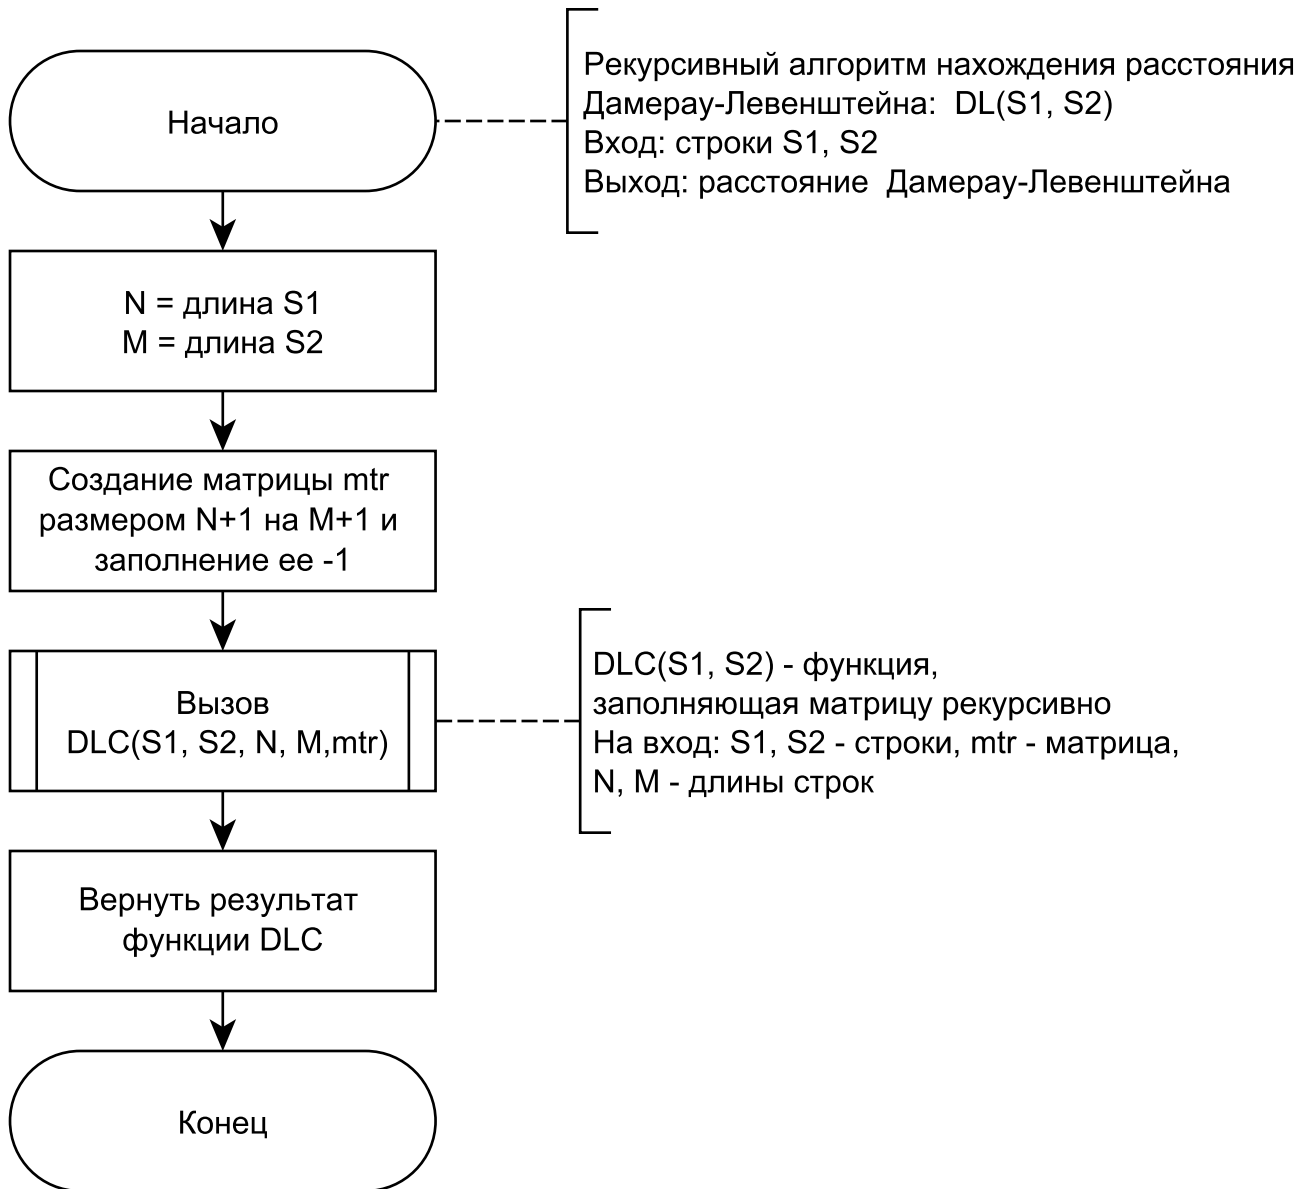 Начало
Рекурсивный алгоритм нахождения расстояния
Дамерау-Левенштейна: DL(S1, S2)
Вход: строки S1, S2
Выход: расстояние Дамерау-Левенштейна
N = длина S1
M = длина S2
Создание матрицы mtr
размером N+1 на M+1 и
заполнение ее -1
Вызов
DLC(S1, S2, N, M,mtr)
DLC(S1, S2) - функция,
заполняющая матрицу рекурсивно
На вход: S1, S2 - строки, mtr - матрица,
N, M - длины строк
Вернуть результат
функции DLC
Конец